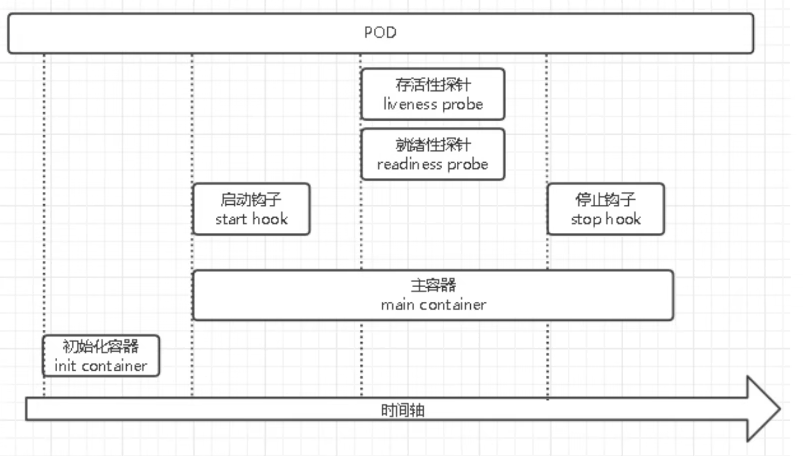 POD
存活性探针
liveness probe
就绪性探针
readiness probe
启动钩子
start hook
停止钩子
stop hook
主容器
main container
初始化容器
init container
时间轴